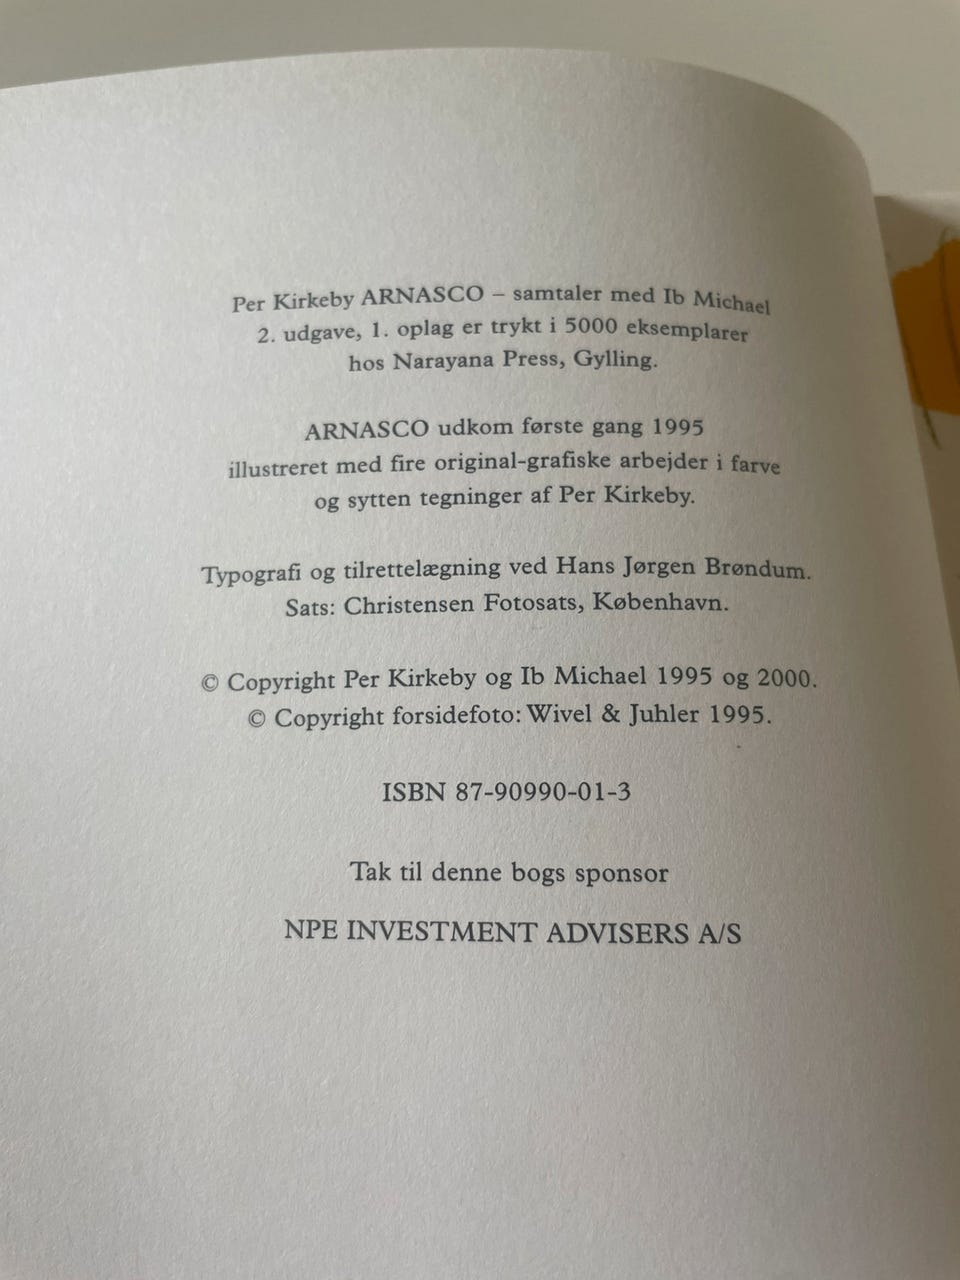 Per Kirkeby ARNASCO – samtaler med Ib Michael
2. udgave, 1. oplag er trykt i 5000 eksemplarer
hos Narayana Press, Gylling.
ARNASCO udkom første gang 1995
illustreret med fire original-grafiske arbejder i farve
og sytten tegninger af Per Kirkeby.
Typografi og tilrettelægning ved Hans Jørgen Brøndum.
Sats: Christensen Fotosats, København.
© Copyright Per Kirkeby og Ib Michael 1995 og 2000.
© Copyright forsidefoto: Wivel & Juhler 1995.
ISBN 87-90990-01-3
Tak til denne bogs sponsor
NPE INVESTMENT ADVISERS A/S